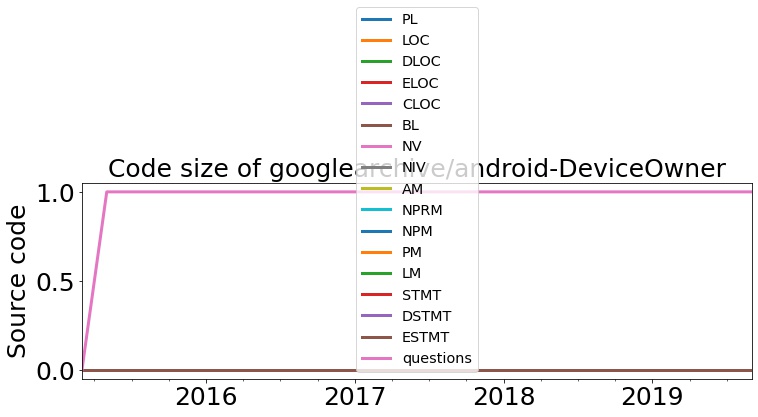 PL
LOC
DLOC
ELOC
CLOC
BL
NV
NIV
AM
NPRM
NPM
PM
LM
STMT
DSTMT
ESTMT
questions
Code size of googlearchive/android-DeviceOwner
Source code
1.0
0.5
0.0
2016 2017 2018 2019